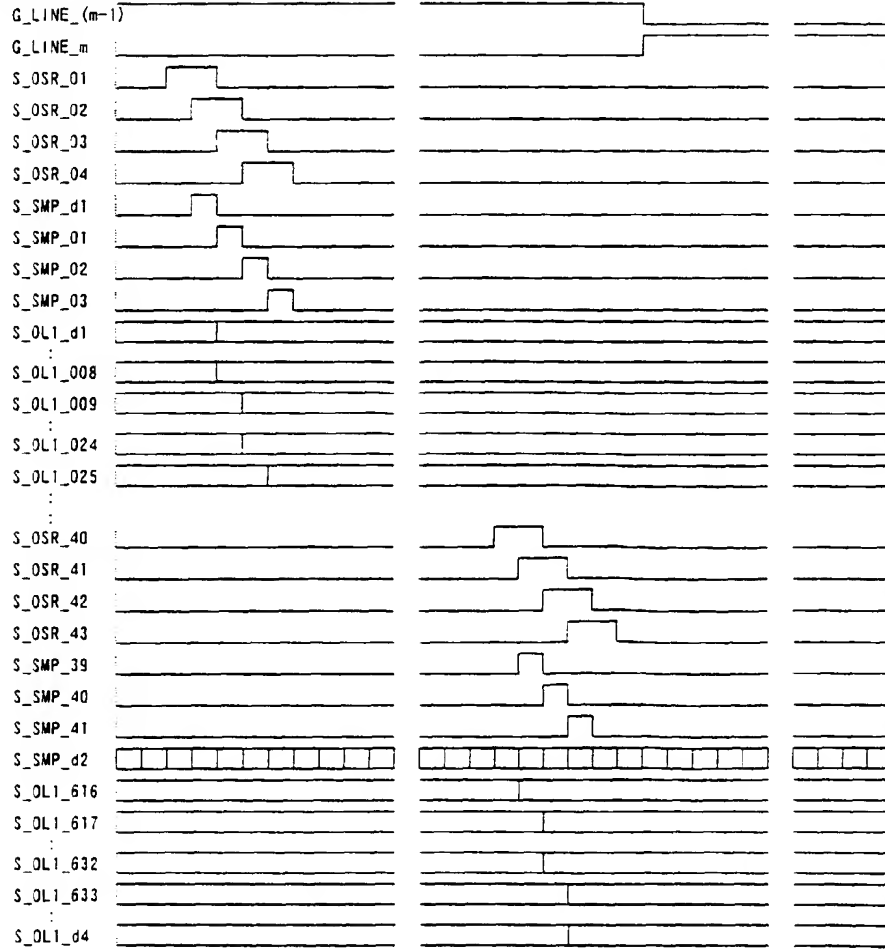 G_LINE_(m-1)
G_LINE_m
S_OSR_01
S_OSR_02
S_OSR_03
S_OSR_04
S_SMP_d1
S_SMP_01
S_SMP_02
S_SMP_03
S_OL1_d1
:
S_OL1_008
S_OL1_009
:
S_OL1_024
S_OL1_025
:
:
S_OSR_40
S_OSR_41
S_OSR_42
S_OSR_43
S_SMP_39
S_SMP_40
S_SMP_41
S_SMP_d2
S_OL1_616
S_OL1_617
:
S_OL1_632
S_OL1_633
:
S_OL1_d4